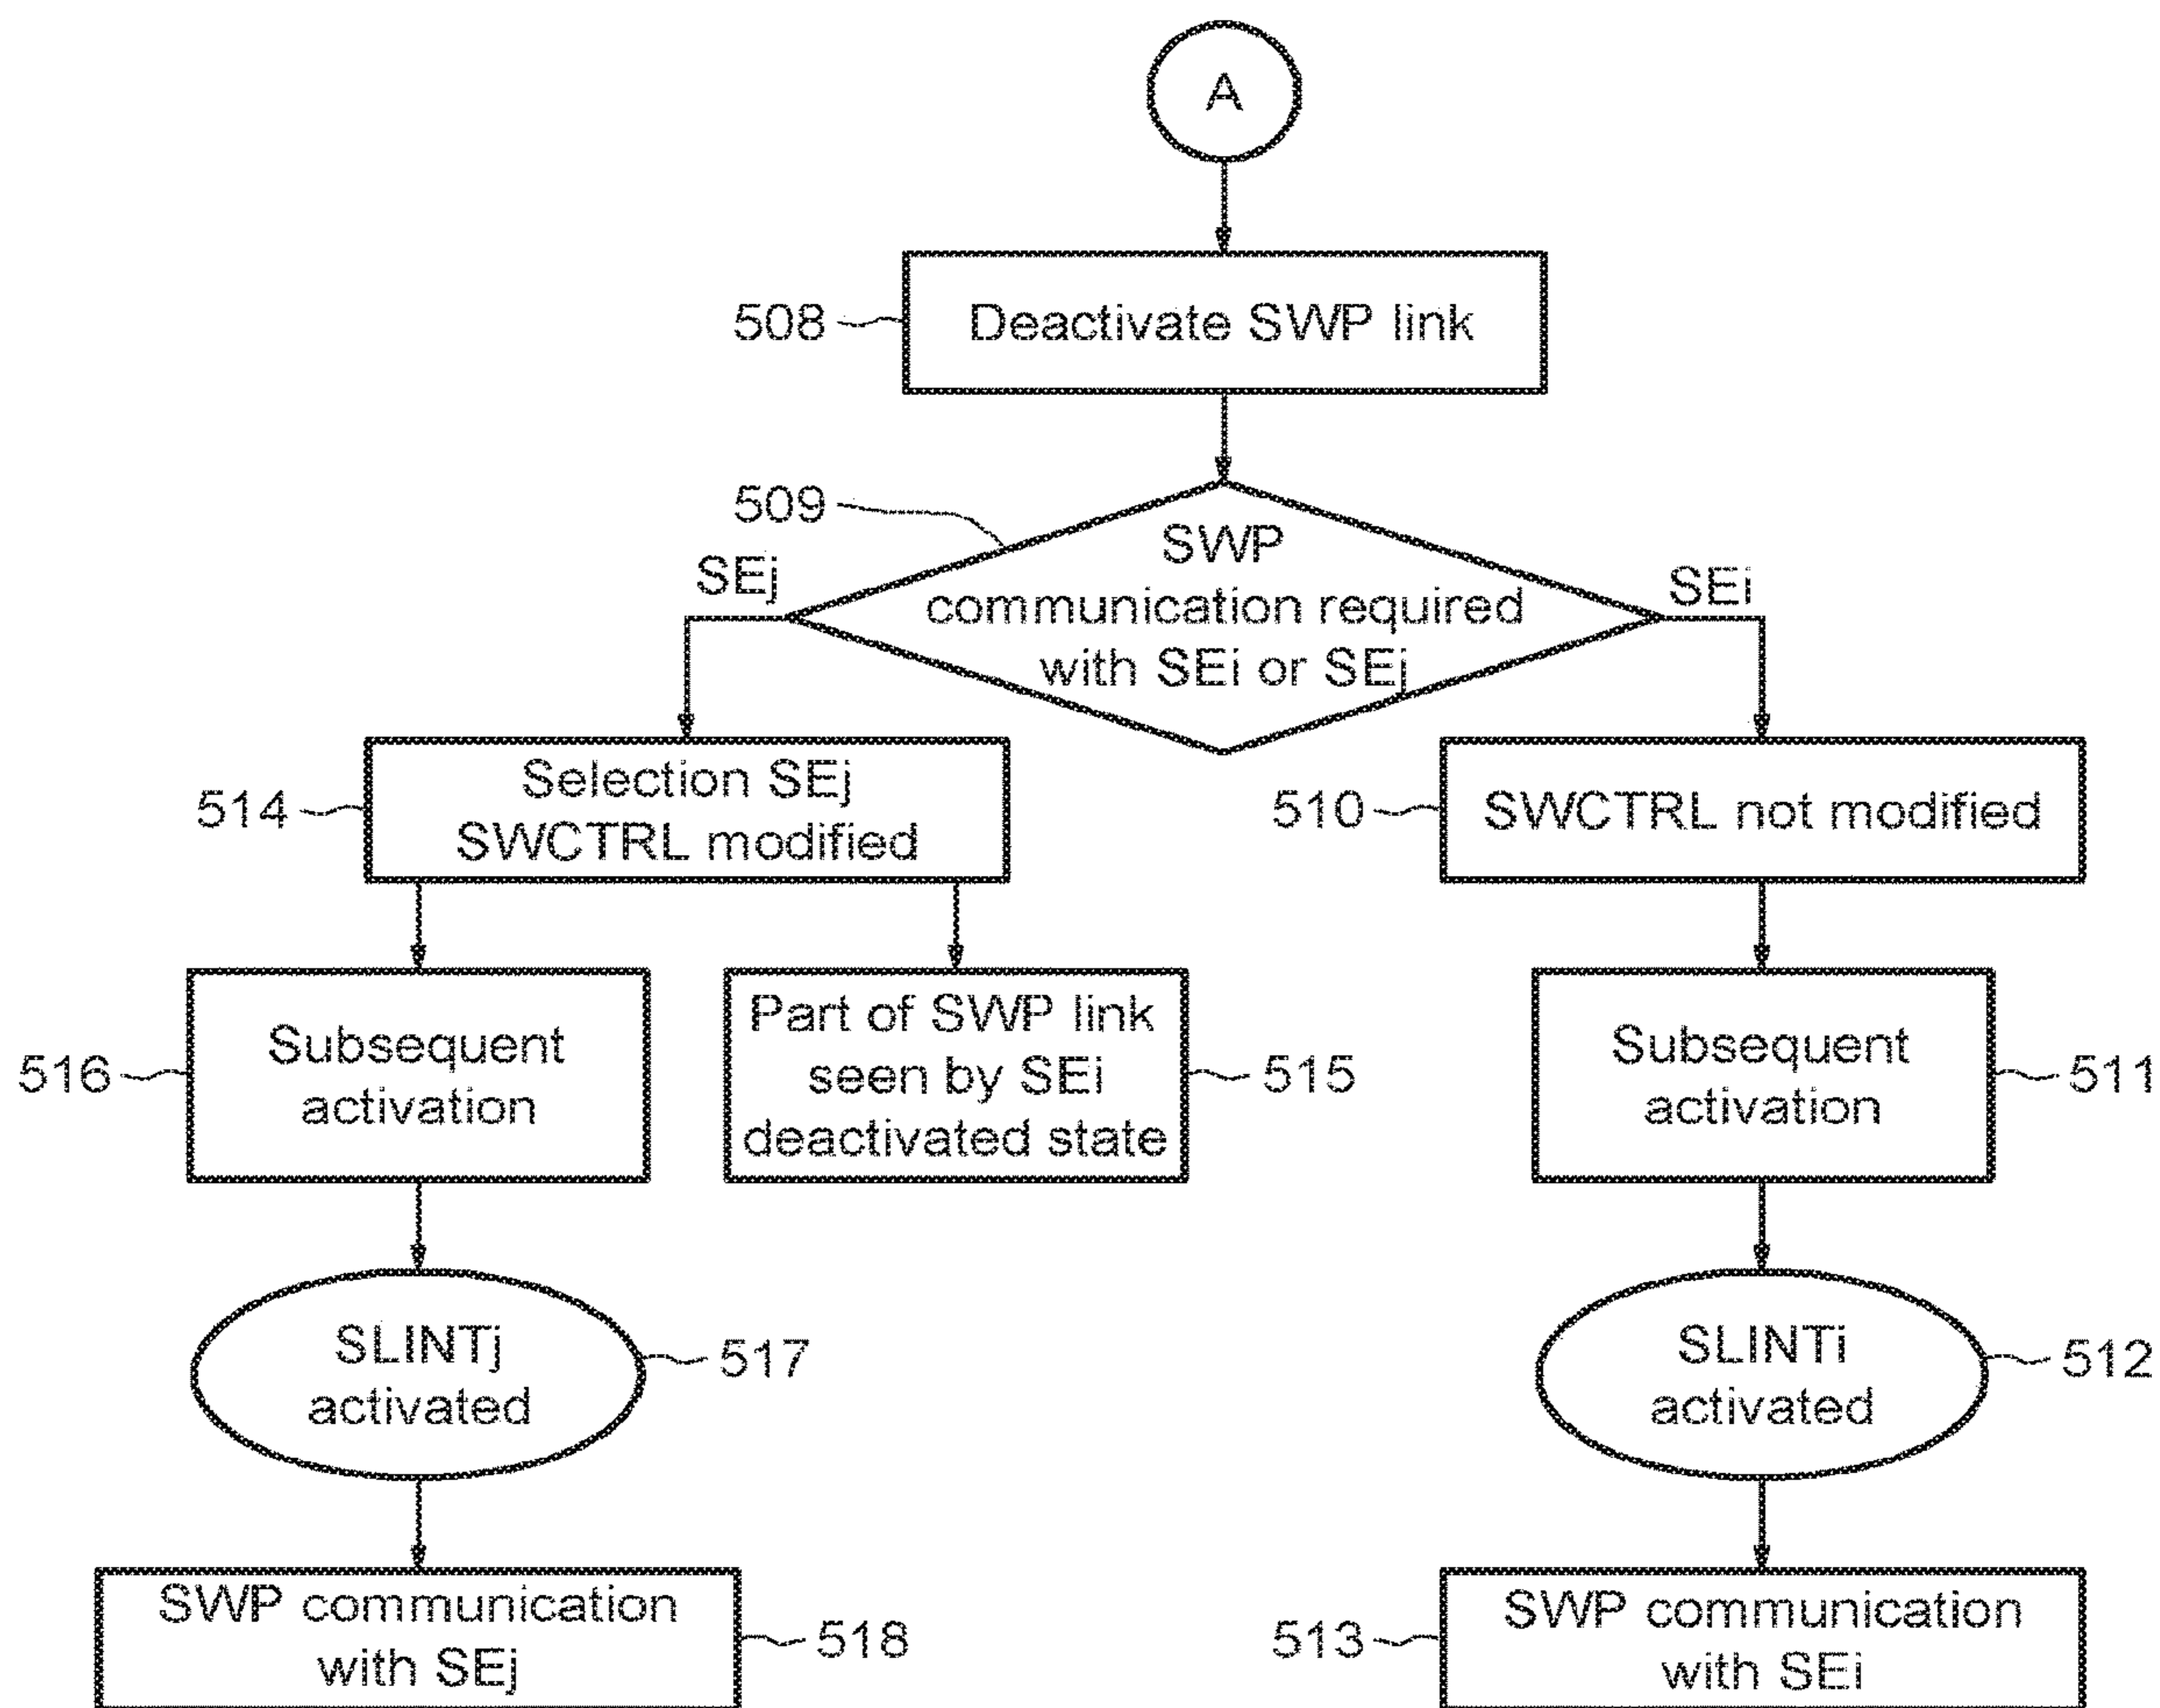 A
508
Deactivate SWP link
509
SWP
communication required
with SEi or SEj
SEj
SEi
514
Selection SEj
SWCTRL modified
510
SWCTRL not modified
516
Subsequent
activation
Part of SWP link
seen by SEi
deactivated state
515
Subsequent
activation
511
SLINTj
activated
517
SLINTi
activated
512
SWP communication
with SEj
518
513
SWP communication
with SEi